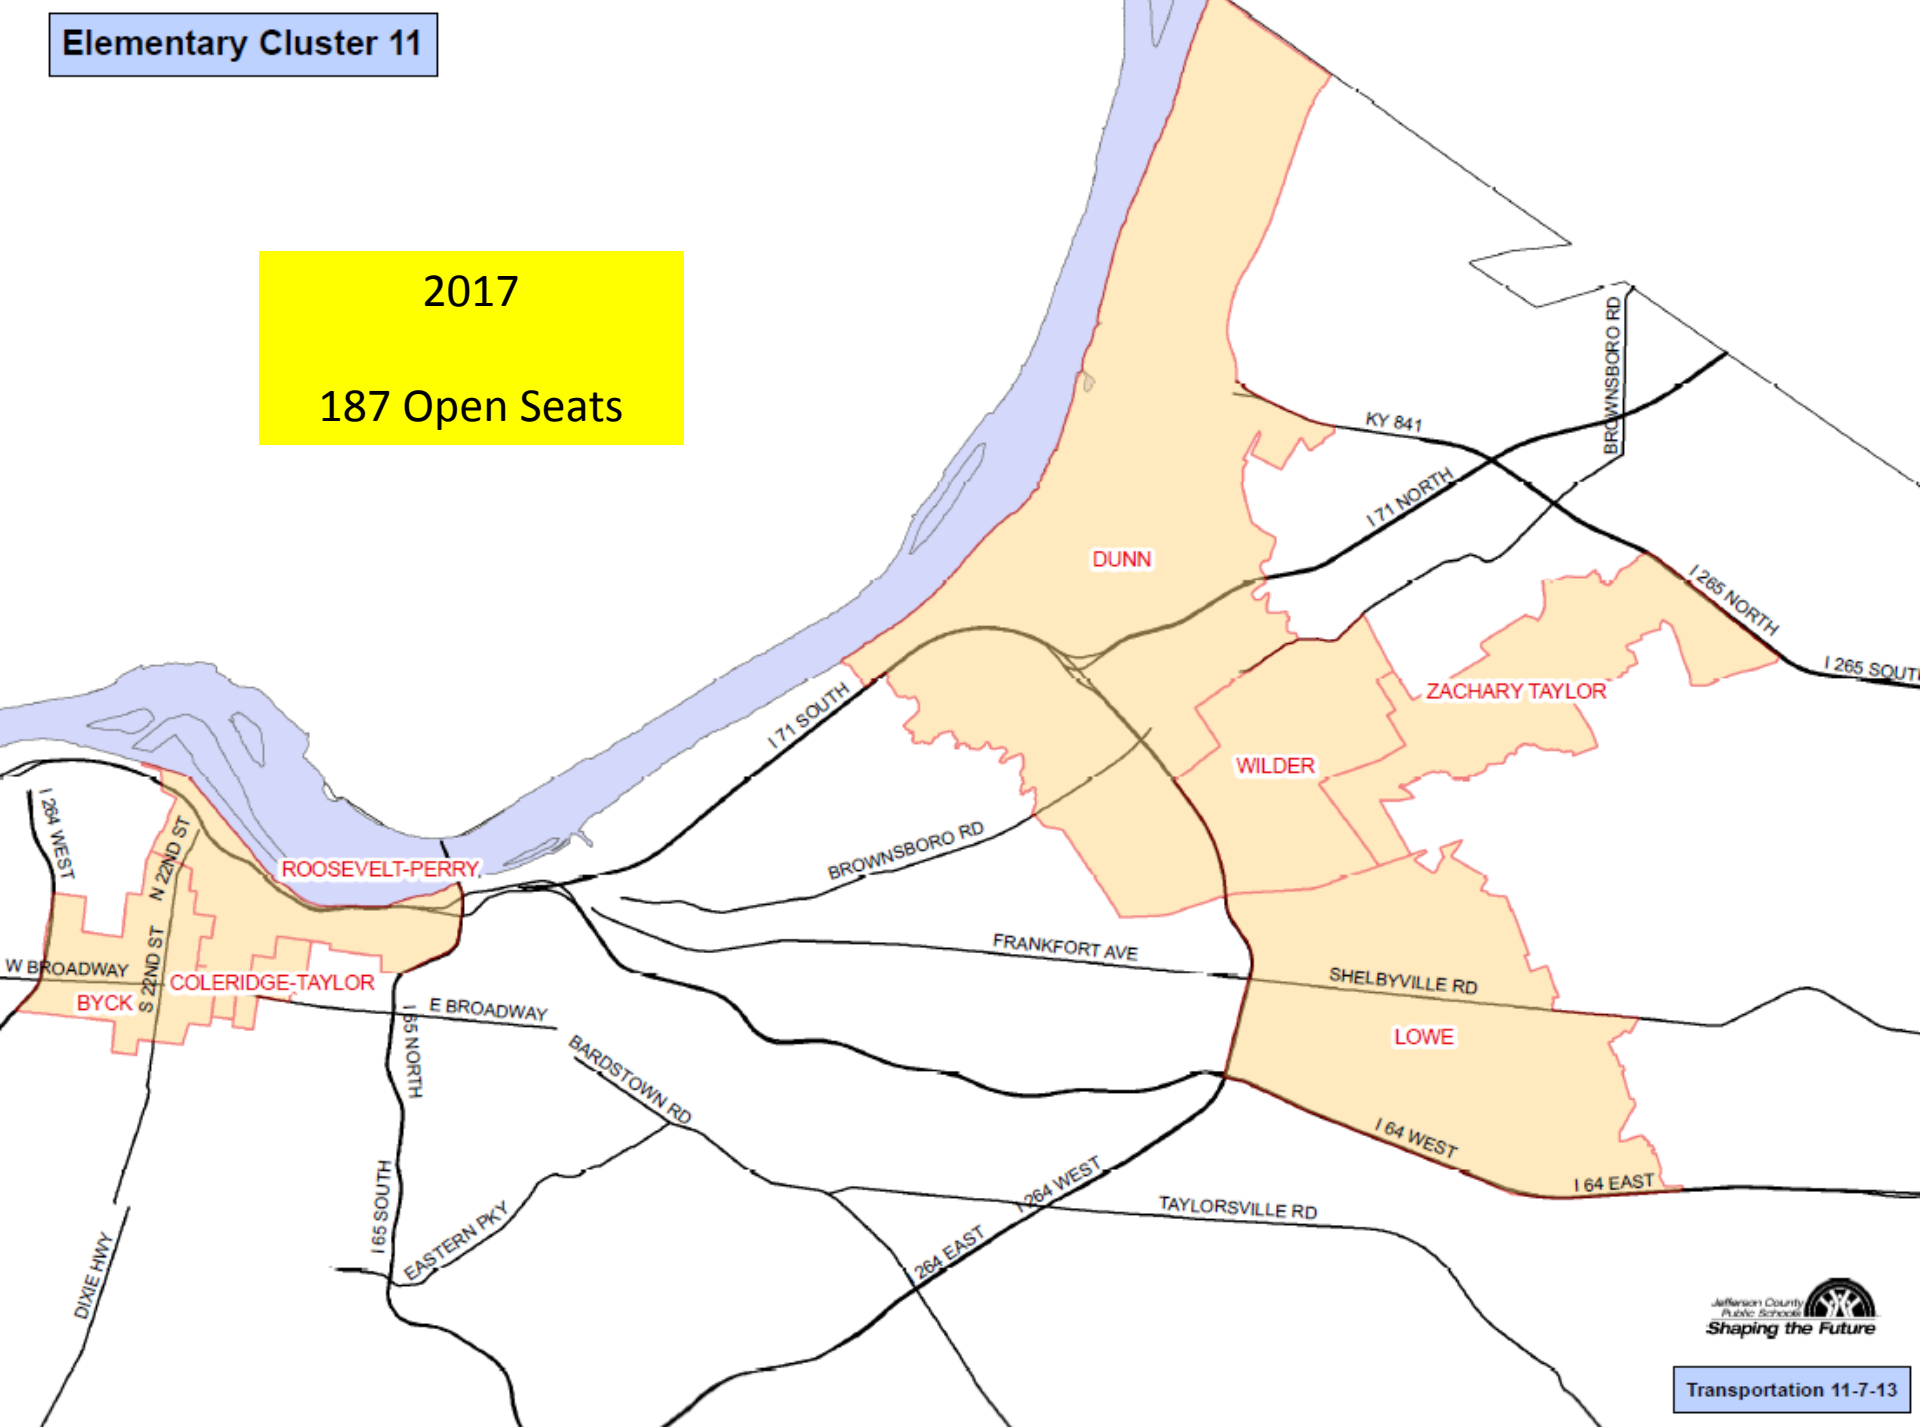 Elementary Cluster 11
2017
187 Open Seats
BROWNSBORO RD
KY 841
I 71 NORTH
DUNN
I 265 NORTH
I 265 SOUTH
ZACHARY TAYLOR
I 71 SOUTH
WILDER
I 264 WEST
N 22ND ST
BROWNSBORO RD
ROOSEVELT-PERRY
FRANKFORT AVE
S 22ND ST
W BROADWAY
COLERIDGE-TAYLOR
SHELBYVILLE RD
BYCK
E BROADWAY
I 65 NORTH
LOWE
BARDSTOWN RD
I 64 WEST
I 264 WEST
I 64 EAST
I 65 SOUTH
TAYLORSVILLE RD
EASTERN PKY
264 EAST
DIXIE HWY
Jefferson County
Public Schools
Shaping the Future
Transportation 11-7-13